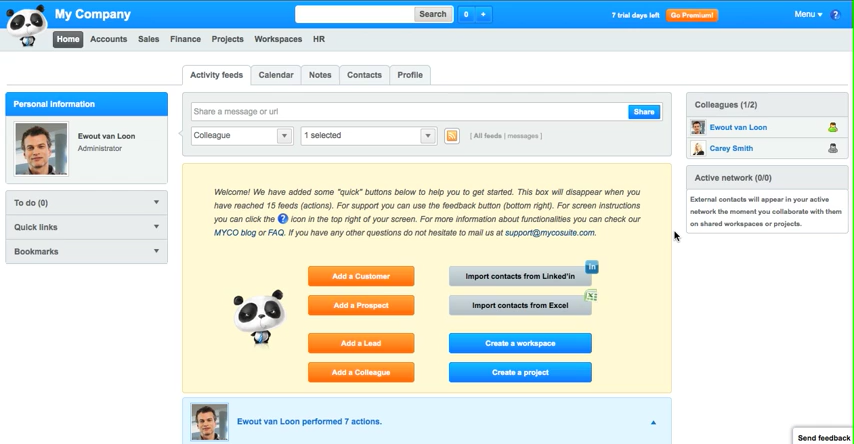 My Company
Search
0 +
7 trial days left
Go Premium!
Menu
?
Home Accounts Sales Finance Projects Workspaces HR
Activity feeds Calendar Notes Contacts Profile
Personal information
Ewout van Loon
Administrator
To do (0)
Quick links
Bookmarks
Share a message or url
Share
Colleague
1 selected
[ All feeds | messages ]
Welcome! We have added some "quick" buttons below to help you to get started. This box will disappear when you
have reached 15 feeds (actions). For support you can use the feedback button (bottom right). For screen instructions
you can click the ? icon in the top right of your screen. For more information about functionalities you can check our
MYCO blog or FAQ. If you have any other questions do not hesitate to mail us at support@mycosuite.com.
Add a Customer
Import contacts from Linked'in
in
Add a Prospect
Import contacts from Excel
Add a Lead
Create a workspace
Add a Colleague
Create a project
Ewout van Loon performed 7 actions.
Colleagues (1/2)
Ewout van Loon
Carey Smith
Active network (0/0)
External contacts will appear in your active
network the moment you collaborate with them
on shared workspaces or projects.
Send feedback